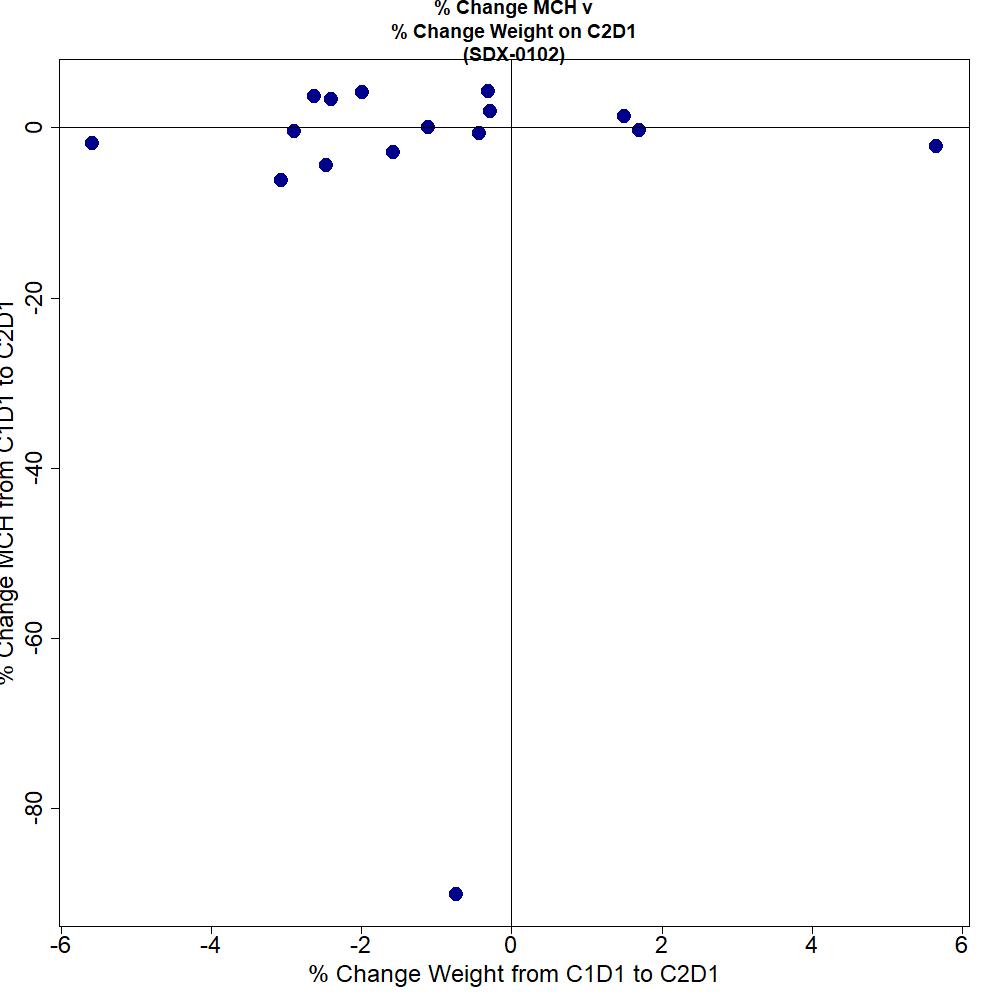 % Change MCH v
% Change Weight on C2D1
(SDX-0102)
% Change MCH from C1D1 to C2D1
0
-20
-40
-60
-80
-6
-4
-2
0
2
4
6
% Change Weight from C1D1 to C2D1